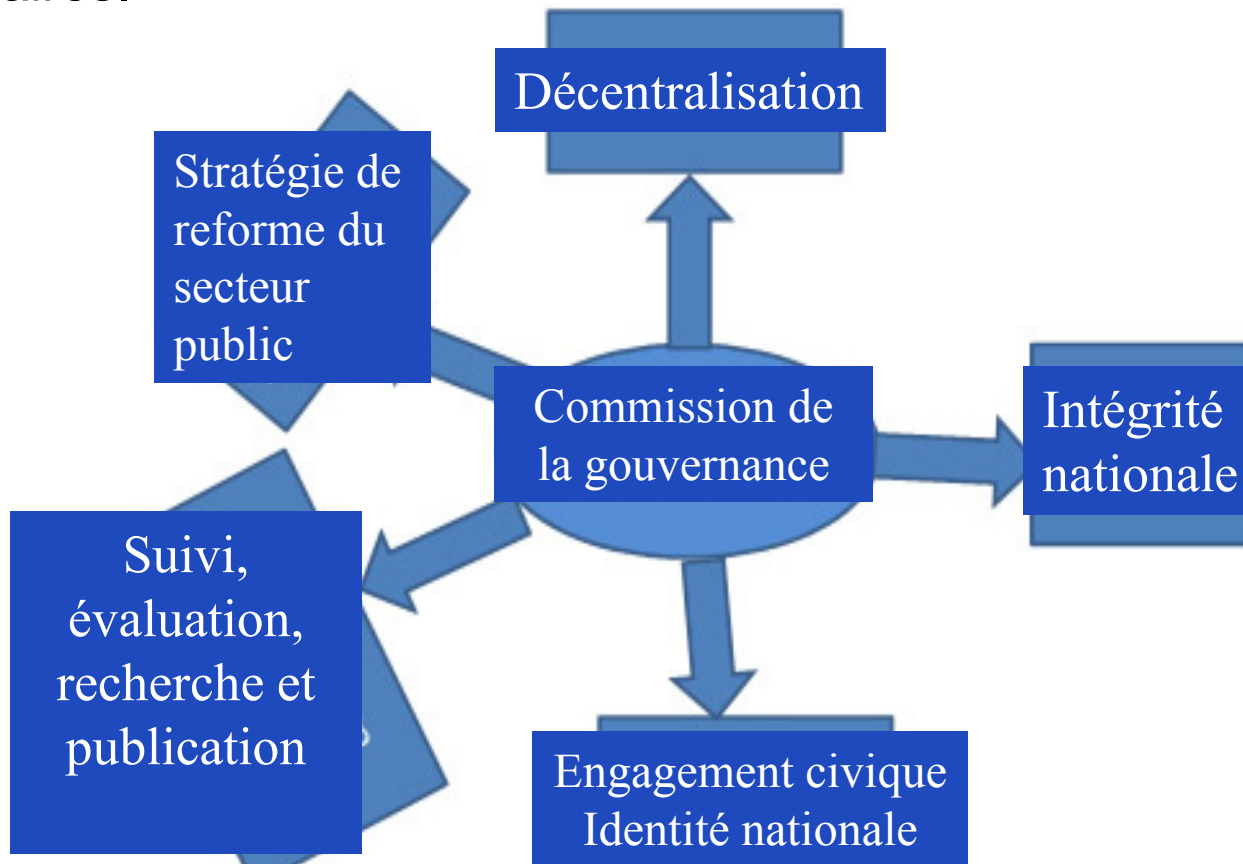 Décentralisation
Stratégie de
reforme du
secteur
public
Commission de
la gouvernance
Intégrité
nationale
Suivi,
évaluation,
recherche et
publication
Engagement civique
Identité nationale